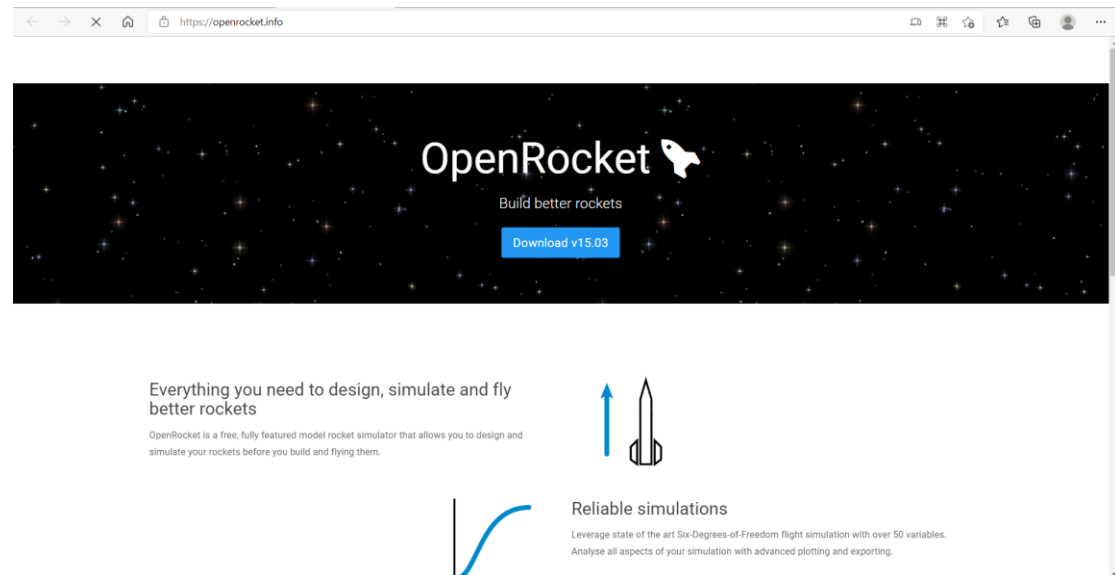 https://openrocket.info
OpenRocket
Build better rockets
Download v15.03
Everything you need to design, simulate and fly
better rockets
OpenRocket is a free, fully featured model rocket simulator that allows you to design and
simulate your rockets before you build and flying them.
Reliable simulations
Leverage state of the art Six-Degrees-of-Freedom flight simulation with over 50 variables.
Analyse all aspects of your simulation with advanced plotting and exporting.